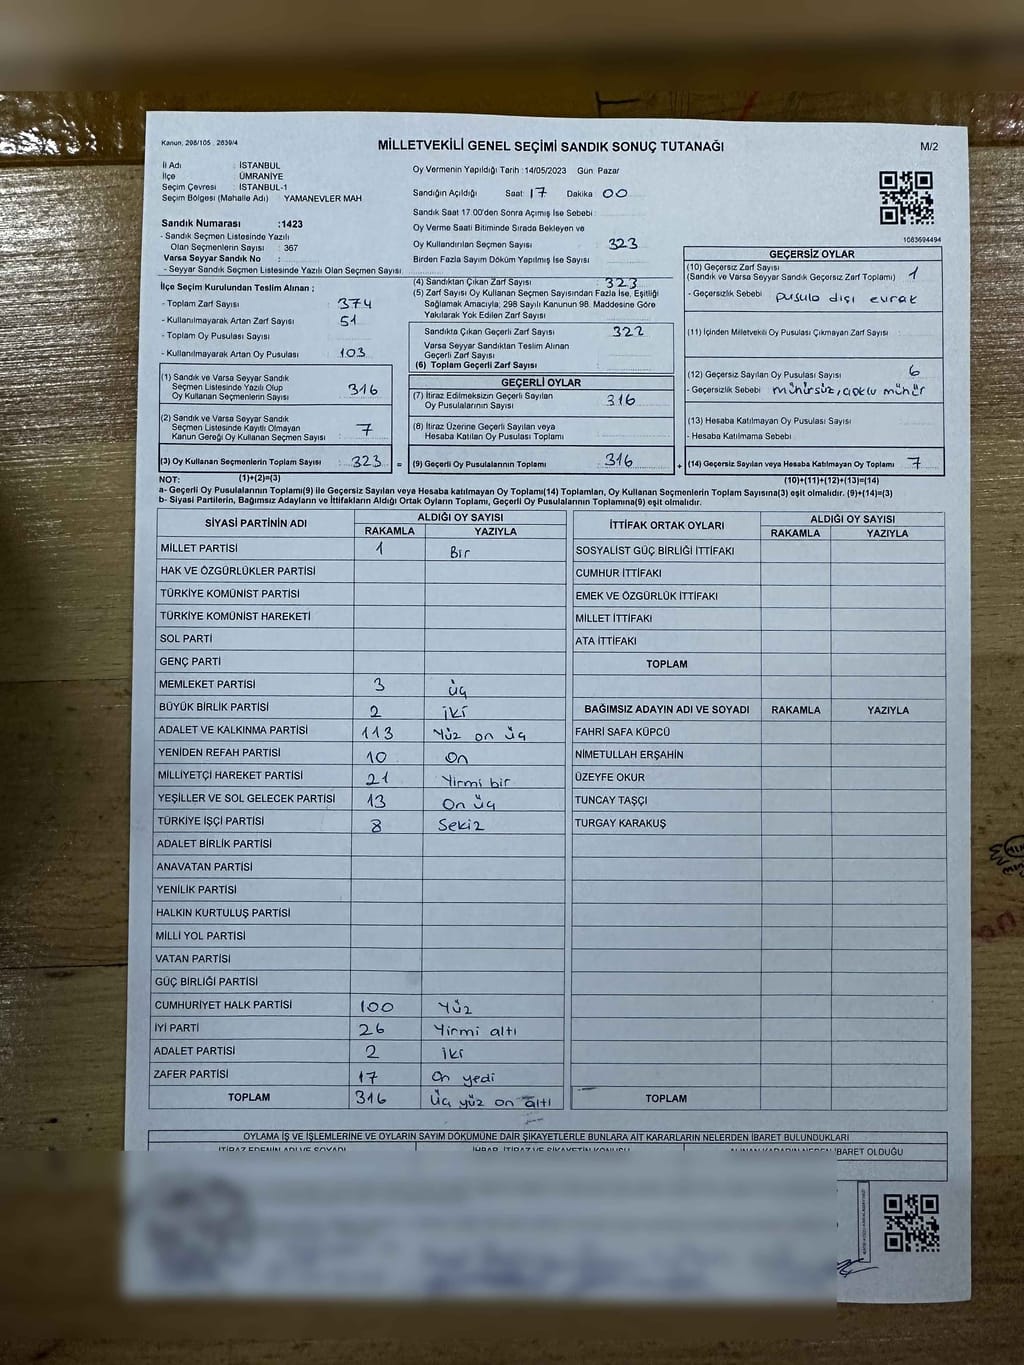 Kanun; 298/105 , 2839/4
MİLLETVEKİLİ GENEL SEÇİMİ SANDIK SONUÇ TUTANAĞI
M/2
İl Adı : İSTANBUL
İlçe : ÜMRANİYE
Seçim Çevresi : İSTANBUL-1
Seçim Bölgesi (Mahalle Adı) YAMANEVLER MAH
Sandık Numarası :1423
- Sandık Seçmen Listesinde Yazılı
Olan Seçmenlerin Sayısı : 367
Varsa Seyyar Sandık No :
- Seyyar Sandık Seçmen Listesinde Yazılı Olan Seçmen Sayısı:
Oy Vermenin Yapıldığı Tarih :14/05/2023 Gün Pazar
Sandığın Açıldığı Saat: 17 Dakika 00
Sandık Saat 17:00'den Sonra Açımış İse Sebebi :
Oy Verme Saati Bitiminde Sırada Bekleyen ve
Oy Kullandırılan Seçmen Sayısı : 323
Birden Fazla Sayım Döküm Yapılmış İse Sayısı :
1083694494
İlçe Seçim Kurulundan Teslim Alınan ;
- Toplam Zarf Sayısı : 374
- Kullanılmayarak Artan Zarf Sayısı : 51
- Toplam Oy Pusulası Sayısı :
- Kullanılmayarak Artan Oy Pusulası : 103
(1) Sandık ve Varsa Seyyar Sandık
Seçmen Listesinde Yazılı Olup
Oy Kullanan Seçmenlerin Sayısı : 316
(2) Sandık ve Varsa Seyyar Sandık
Seçmen Listesinde Kayıtlı Olmayan
Kanun Gereği Oy Kullanan Seçmen Sayısı : 7
(3) Oy Kullanan Seçmenlerin Toplam Sayısı : 323 =
(4) Sandıktan Çıkan Zarf Sayısı : 323
(5) Zarf Sayısı Oy Kullanan Seçmen Sayısından Fazla İse, Eşitliği
Sağlamak Amacıyla, 298 Sayılı Kanunun 98. Maddesine Göre
Yakılarak Yok Edilen Zarf Sayısı :
Sandıkta Çıkan Geçerli Zarf Sayısı : 322
Varsa Seyyar Sandıktan Teslim Alınan
Geçerli Zarf Sayısı :
(6) Toplam Geçerli Zarf Sayısı :
GEÇERLİ OYLAR
(7) İtiraz Edilmeksizin Geçerli Sayılan
Oy Pusulalarının Sayısı : 316
(8) İtiraz Üzerine Geçerli Sayılan veya
Hesaba Katılan Oy Pusulası Toplamı :
(9) Geçerli Oy Pusulalarının Toplamı : 316 +
GEÇERSİZ OYLAR
(10) Geçersiz Zarf Sayısı
(Sandık ve Varsa Seyyar Sandık Geçersiz Zarf Toplamı) : 1
- Geçersizlik Sebebi : pusula dışı evrak
(11) İçinden Milletvekili Oy Pusulası Çıkmayan Zarf Sayısı :
(12) Geçersiz Sayılan Oy Pusulası Sayısı : 6
- Geçersizlik Sebebi : mühürsüz, çoklu mühür
(13) Hesaba Katılmayan Oy Pusulası Sayısı :
- Hesaba Katılmama Sebebi :
(14) Geçersiz Sayılan veya Hesaba Katılmayan Oy Toplamı : 7
NOT: (1)+(2)=(3) (10)+(11)+(12)+(13)=(14)
a- Geçerli Oy Pusulalarının Toplamı(9) ile Geçersiz Sayılan veya Hesaba katılmayan Oy Toplamı(14) Toplamları, Oy Kullanan Seçmenlerin Toplam Sayısına(3) eşit olmalıdır. (9)+(14)=(3)
b- Siyasi Partilerin, Bağımsız Adayların ve İttifakların Aldığı Ortak Oyların Toplamı, Geçerli Oy Pusulalarının Toplamına(9) eşit olmalıdır.
SİYASİ PARTİNİN ADI ALDIĞI OY SAYISI
RAKAMLA YAZIYLA
MİLLET PARTİSİ 1 Bir
HAK VE ÖZGÜRLÜKLER PARTİSİ
TÜRKİYE KOMÜNİST PARTİSİ
TÜRKİYE KOMÜNİST HAREKETİ
SOL PARTİ
GENÇ PARTİ
MEMLEKET PARTİSİ 3 üç
BÜYÜK BİRLİK PARTİSİ 2 iki
ADALET VE KALKINMA PARTİSİ 113 Yüz on üç
YENİDEN REFAH PARTİSİ 10 On
MİLLİYETÇİ HAREKET PARTİSİ 21 Yirmi bir
YEŞİLLER VE SOL GELECEK PARTİSİ 13 On üç
TÜRKİYE İŞÇİ PARTİSİ 8 Sekiz
ADALET BİRLİK PARTİSİ
ANAVATAN PARTİSİ
YENİLİK PARTİSİ
HALKIN KURTULUŞ PARTİSİ
MİLLİ YOL PARTİSİ
VATAN PARTİSİ
GÜÇ BİRLİĞİ PARTİSİ
CUMHURİYET HALK PARTİSİ 100 Yüz
İYİ PARTİ 26 Yirmi altı
ADALET PARTİSİ 2 iki
ZAFER PARTİSİ 17 On yedi
TOPLAM 316 Üç yüz on altı
İTTİFAK ORTAK OYLARI ALDIĞI OY SAYISI
RAKAMLA YAZIYLA
SOSYALİST GÜÇ BİRLİĞİ İTTİFAKI
CUMHUR İTTİFAKI
EMEK VE ÖZGÜRLÜK İTTİFAKI
MİLLET İTTİFAKI
ATA İTTİFAKI
TOPLAM
BAĞIMSIZ ADAYIN ADI VE SOYADI RAKAMLA YAZIYLA
FAHRİ SAFA KÜPCÜ
NİMETULLAH ERŞAHİN
ÜZEYFE OKUR
TUNCAY TAŞÇI
TURGAY KARAKUŞ
TOPLAM
OYLAMA İŞ VE İŞLEMLERİNE VE OYLARIN SAYIM DÖKÜMÜNE DAİR ŞİKAYETLERLE BUNLARA AİT KARARLARIN NELERDEN İBARET BULUNDUKLARI
İTİRAZ EDENİN ADI VE SOYADI İHBAR, İTİRAZ VE ŞİKAYETİN KONUSU ALINAN KARARIN NEDEN İBARET OLDUĞU